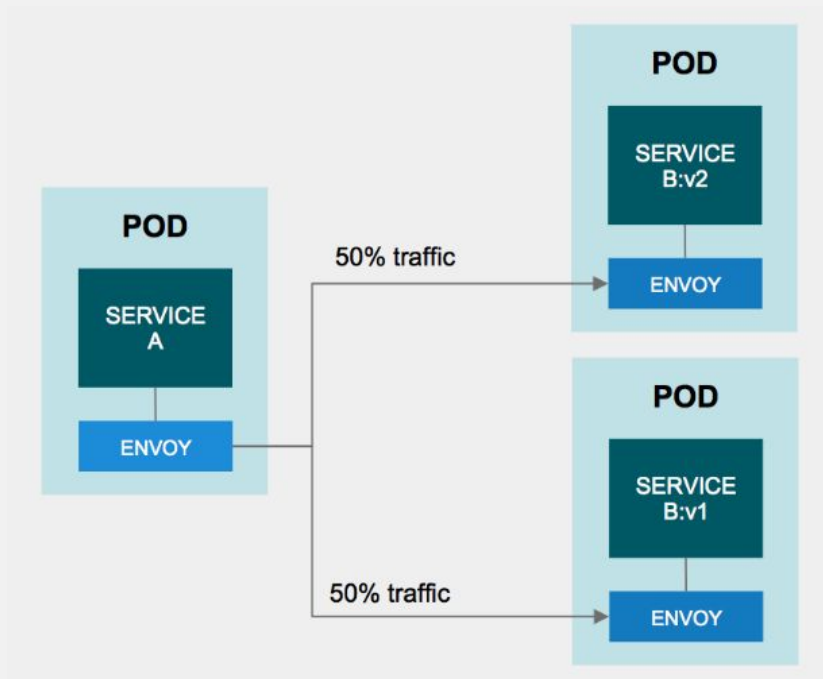 POD
SERVICE
A
ENVOY
50% traffic
POD
SERVICE
B:v2
ENVOY
50% traffic
POD
SERVICE
B:v1
ENVOY